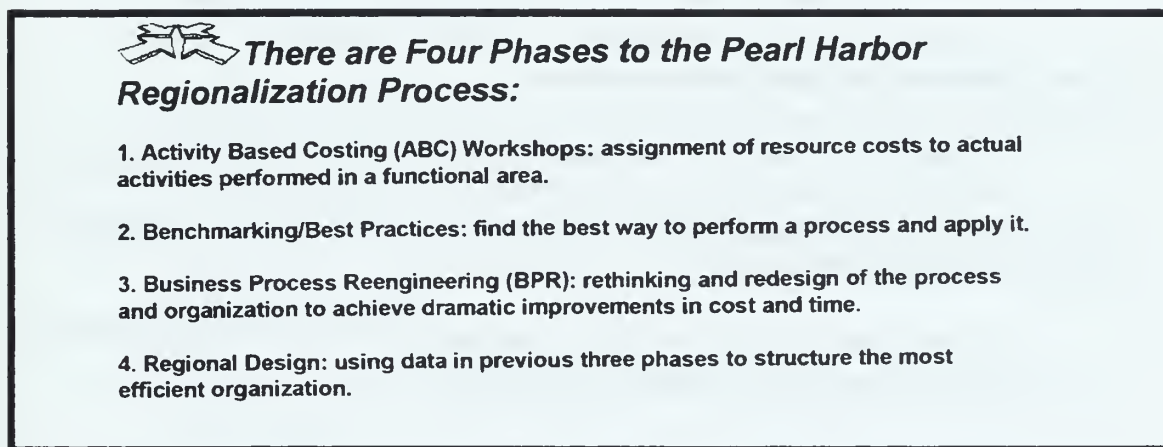 There are Four Phases to the Pearl Harbor
Regionalization Process:
1. Activity Based Costing (ABC) Workshops: assignment of resource costs to actual
activities performed in a functional area.
2. Benchmarking/Best Practices: find the best way to perform a process and apply it.
3. Business Process Reengineering (BPR): rethinking and redesign of the process
and organization to achieve dramatic improvements in cost and time.
4. Regional Design: using data in previous three phases to structure the most
efficient organization.